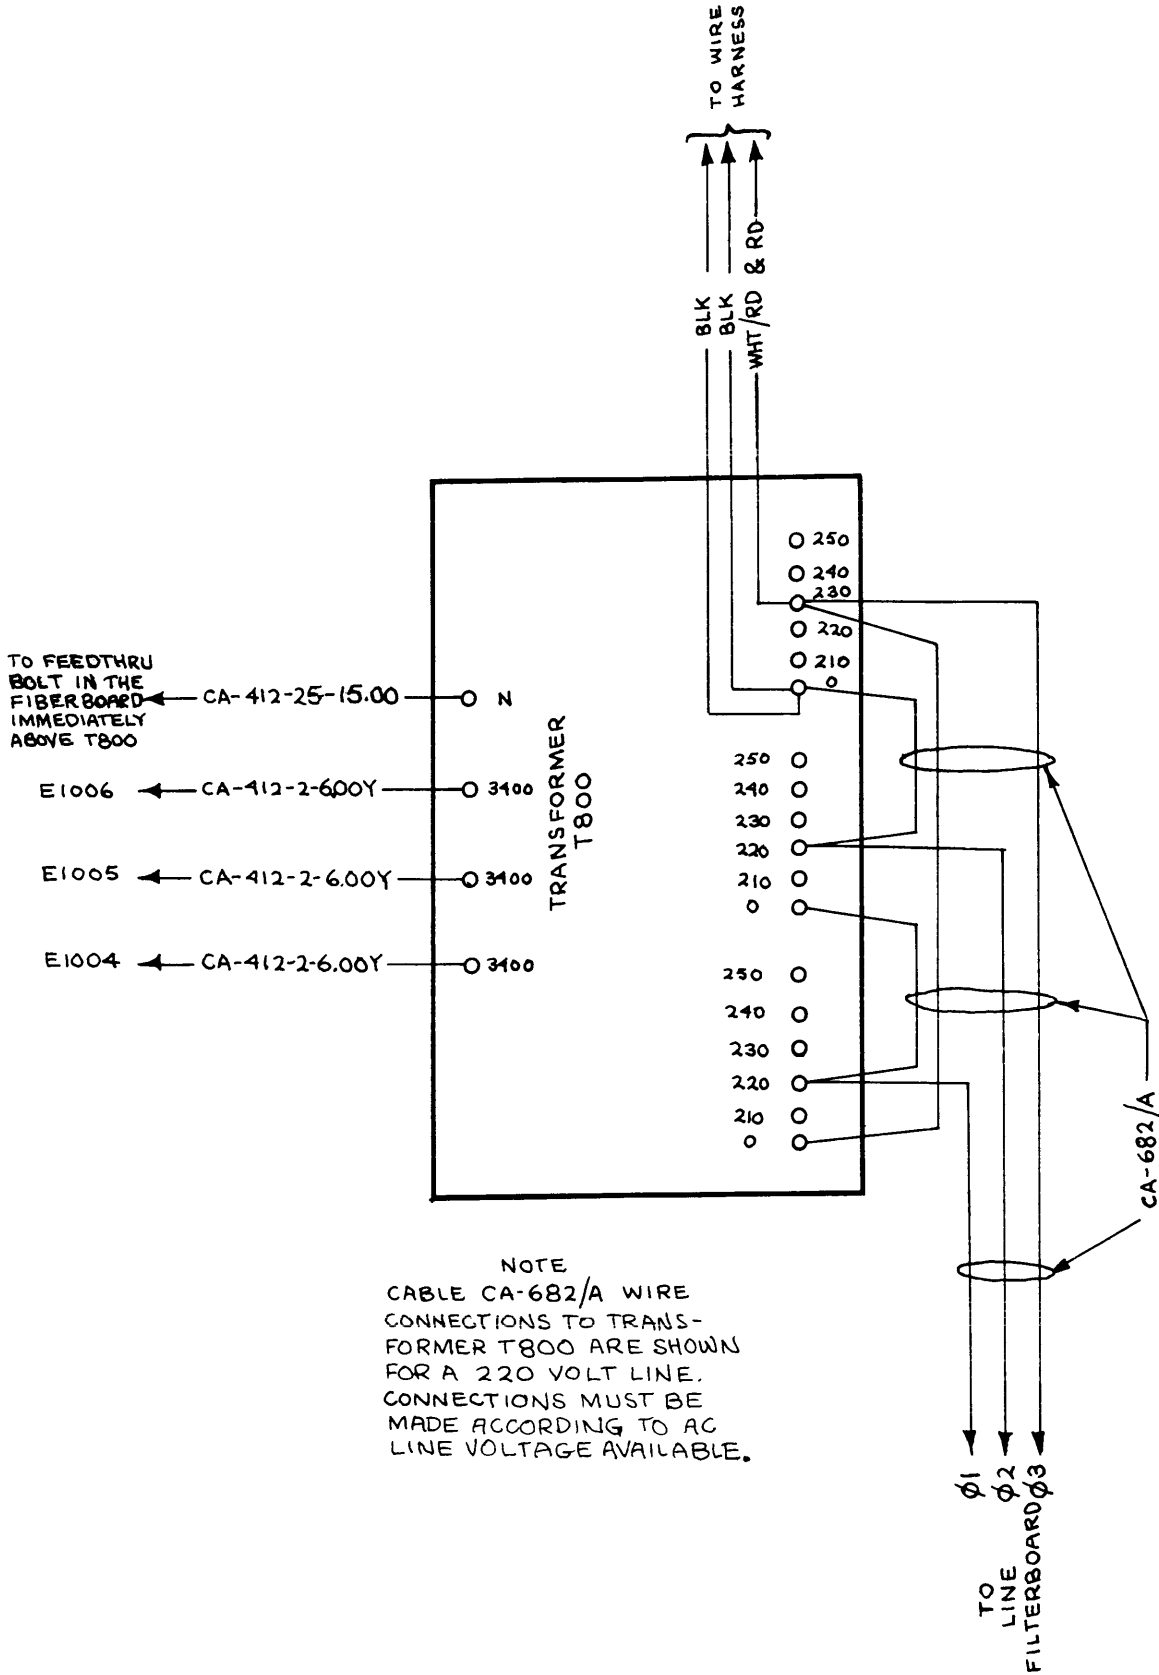 TO WIRE
HARNESS
BLK
BLK
WHT/RD & RD
250
240
230
220
210
0
TO FEEDTHRU
BOLT IN THE
FIBERBOARD
IMMEDIATELY
ABOVE T800
CA-412-25-15.00
N
E1006
CA-412-2-6.00Y
3400
E1005
CA-412-2-6.00Y
3400
E1004
CA-412-2-6.00Y
3400
TRANSFORMER
T800
250
240
230
220
210
0
250
240
230
220
210
0
CA-682/A
NOTE
CABLE CA-682/A WIRE
CONNECTIONS TO TRANS-
FORMER T800 ARE SHOWN
FOR A 220 VOLT LINE.
CONNECTIONS MUST BE
MADE ACCORDING TO AC
LINE VOLTAGE AVAILABLE.
Ø1
Ø2
Ø3
TO
LINE
FILTERBOARD